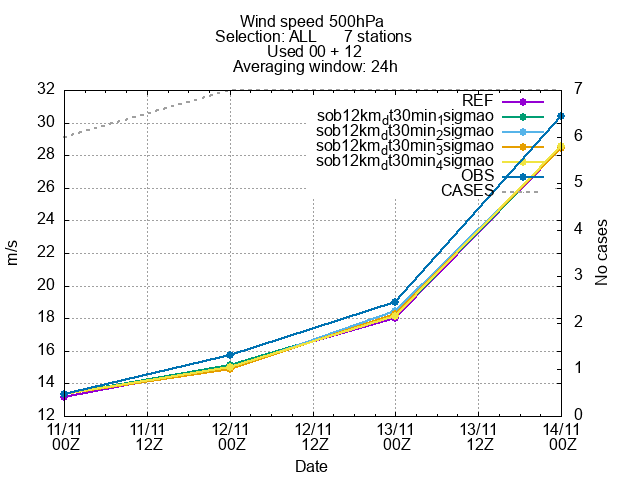 Wind speed 500hPa
Selection: ALL 7 stations
Used 00 + 12
Averaging window: 24h
32
30
28
26
24
22
20
18
16
14
12
m/s
7
6
5
4
3
2
1
0
No cases
REF
sob12km_dt30min_1sigmao
sob12km_dt30min_2sigmao
sob12km_dt30min_3sigmao
sob12km_dt30min_4sigmao
OBS
CASES
11/11 11/11 12/11 12/11 13/11 13/11 14/11
00Z 12Z 00Z 12Z 00Z 12Z 00Z
Date